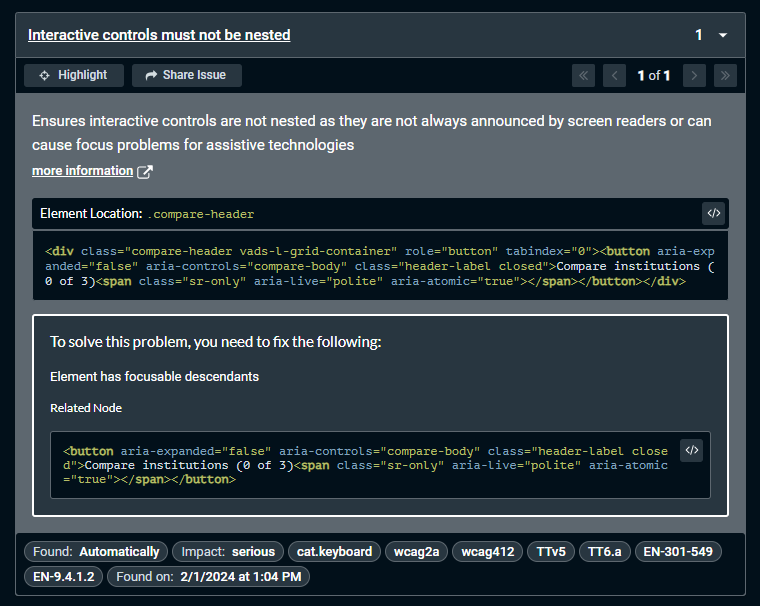 Interactive controls must not be nested 1
Highlight Share Issue 1 of 1
Ensures interactive controls are not nested as they are not always announced by screen readers or can
cause focus problems for assistive technologies
more information
Element Location: .compare-header </>
<div class="compare-header vads-l-grid-container" role="button" tabindex="0"><button aria-exp
anded="false" aria-controls="compare-body" class="header-label closed">Compare institutions (
0 of 3)<span class="sr-only" aria-live="polite" aria-atomic="true"></span></button></div>
To solve this problem, you need to fix the following:
Element has focusable descendants
Related Node
<button aria-expanded="false" aria-controls="compare-body" class="header-label close </>
d">Compare institutions (0 of 3)<span class="sr-only" aria-live="polite" aria-atomic
="true"></span></button>
Found: Automatically Impact: serious cat.keyboard wcag2a wcag412 TTv5 TT6.a EN-301-549
EN-9.4.1.2 Found on: 2/1/2024 at 1:04 PM